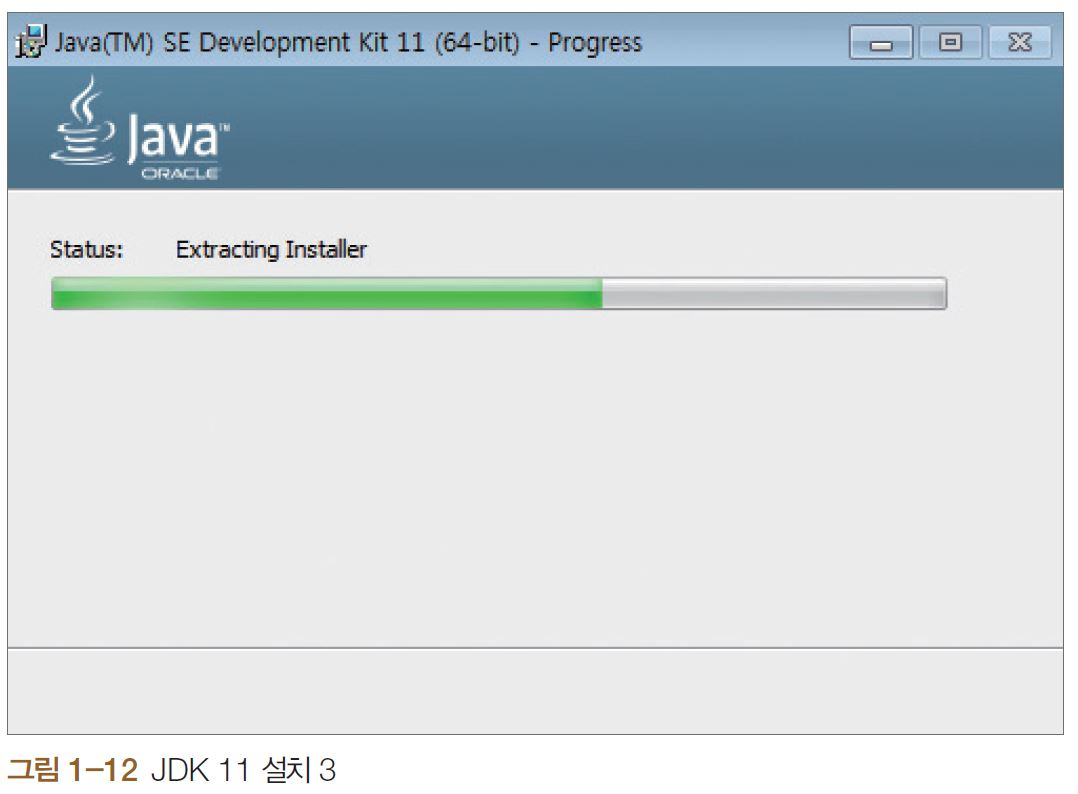 Java(TM) SE Development Kit 11 (64-bit) - Progress
Java™
ORACLE
Status: Extracting Installer
그림 1-12 JDK 11 설치 3